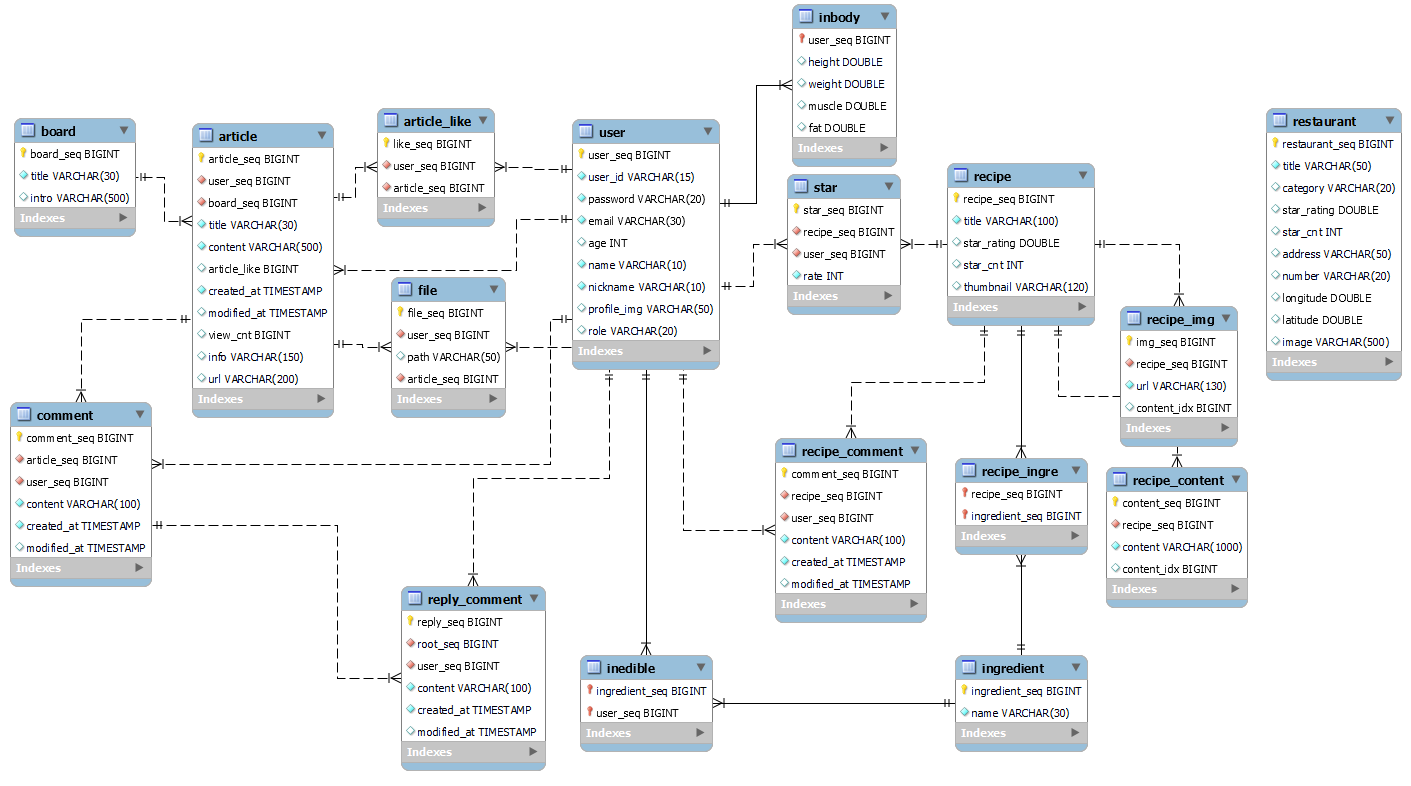 inbody
user_seq BIGINT
height DOUBLE
weight DOUBLE
muscle DOUBLE
fat DOUBLE
Indexes
board
board_seq BIGINT
title VARCHAR(30)
intro VARCHAR(500)
Indexes
article
article_seq BIGINT
user_seq BIGINT
board_seq BIGINT
title VARCHAR(30)
content VARCHAR(500)
article_like BIGINT
created_at TIMESTAMP
modified_at TIMESTAMP
view_cnt BIGINT
info VARCHAR(150)
url VARCHAR(200)
Indexes
article_like
like_seq BIGINT
user_seq BIGINT
article_seq BIGINT
Indexes
file
file_seq BIGINT
user_seq BIGINT
path VARCHAR(50)
article_seq BIGINT
Indexes
user
user_seq BIGINT
user_id VARCHAR(15)
password VARCHAR(20)
email VARCHAR(30)
age INT
name VARCHAR(10)
nickname VARCHAR(10)
profile_img VARCHAR(50)
role VARCHAR(20)
Indexes
star
star_seq BIGINT
recipe_seq BIGINT
user_seq BIGINT
rate INT
Indexes
recipe
recipe_seq BIGINT
title VARCHAR(100)
star_rating DOUBLE
star_cnt INT
thumbnail VARCHAR(120)
Indexes
restaurant
restaurant_seq BIGINT
title VARCHAR(50)
category VARCHAR(20)
star_rating DOUBLE
star_cnt INT
address VARCHAR(50)
number VARCHAR(20)
longitude DOUBLE
latitude DOUBLE
image VARCHAR(500)
Indexes
recipe_img
img_seq BIGINT
recipe_seq BIGINT
url VARCHAR(130)
content_idx BIGINT
Indexes
comment
comment_seq BIGINT
article_seq BIGINT
user_seq BIGINT
content VARCHAR(100)
created_at TIMESTAMP
modified_at TIMESTAMP
Indexes
recipe_comment
comment_seq BIGINT
recipe_seq BIGINT
user_seq BIGINT
content VARCHAR(100)
created_at TIMESTAMP
modified_at TIMESTAMP
Indexes
recipe_ingre
recipe_seq BIGINT
ingredient_seq BIGINT
Indexes
recipe_content
content_seq BIGINT
recipe_seq BIGINT
content VARCHAR(1000)
content_idx BIGINT
Indexes
reply_comment
reply_seq BIGINT
root_seq BIGINT
user_seq BIGINT
content VARCHAR(100)
created_at TIMESTAMP
modified_at TIMESTAMP
Indexes
inedible
ingredient_seq BIGINT
user_seq BIGINT
Indexes
ingredient
ingredient_seq BIGINT
name VARCHAR(30)
Indexes